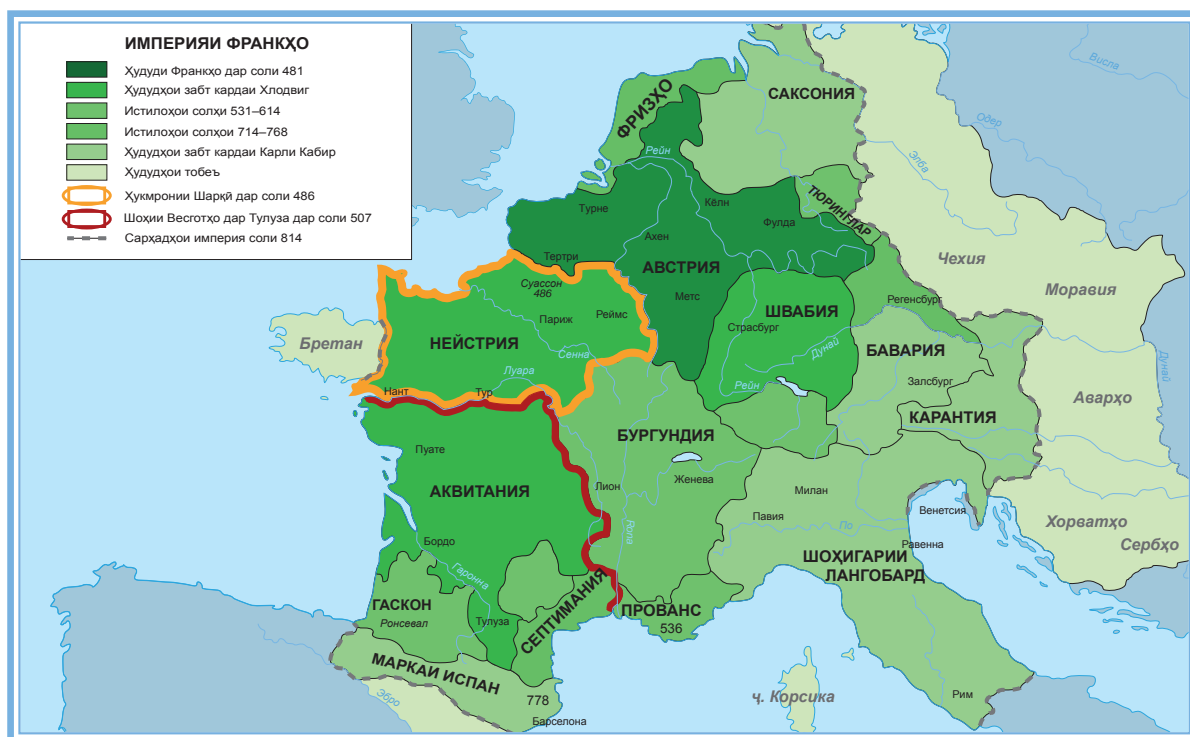 ИМПЕРИЯИ ФРАНКҲО
Ҳудуди Франкҳо дар соли 481
Ҳудудҳои забт кардаи Хлодвиг
Истилоҳои солҳи 531–614
Истилоҳои солҳои 714–768
Ҳудудҳои забт кардаи Карли Кабир
Ҳудудҳои тобеъ
Ҳукмронии Шарқӣ дар соли 486
Шоҳии Весготҳо дар Тулуза дар соли 507
Сарҳадҳои империя соли 814
Висла
САКСОНИЯ
ФРИЗҲО
Одер
Рейн
Элба
Турне
Кёлн
ТЮРИНГЛАР
Фулда
Ахен
Тертри
АВСТРИЯ
Чехия
Суассон
486
Метс
Моравия
Регенсбург
Париж
Реймс
ШВАБИЯ
Страсбург
Бретан
НЕЙСТРИЯ
Сенна
Дунай
БАВАРИЯ
Дунай
Луара
Залсбург
Рейн
Нант
Тур
Аварҳо
КАРАНТИЯ
БУРГУНДИЯ
Пуате
Женева
Лион
АКВИТАНИЯ
Милан
Венетсия
Павия
По
Хорватҳо
Рона
Бордо
Равенна
Сербҳо
ШОҲИГАРИИ
ЛАНГОБАРД
Гаронна
СЕПТИМАНИЯ
ГАСКОН
ПРОВАНС
Ронсевал
Тулуза
536
МАРКАИ ИСПАН
Эбро
778
ҷ. Корсика
Рим
Барселона